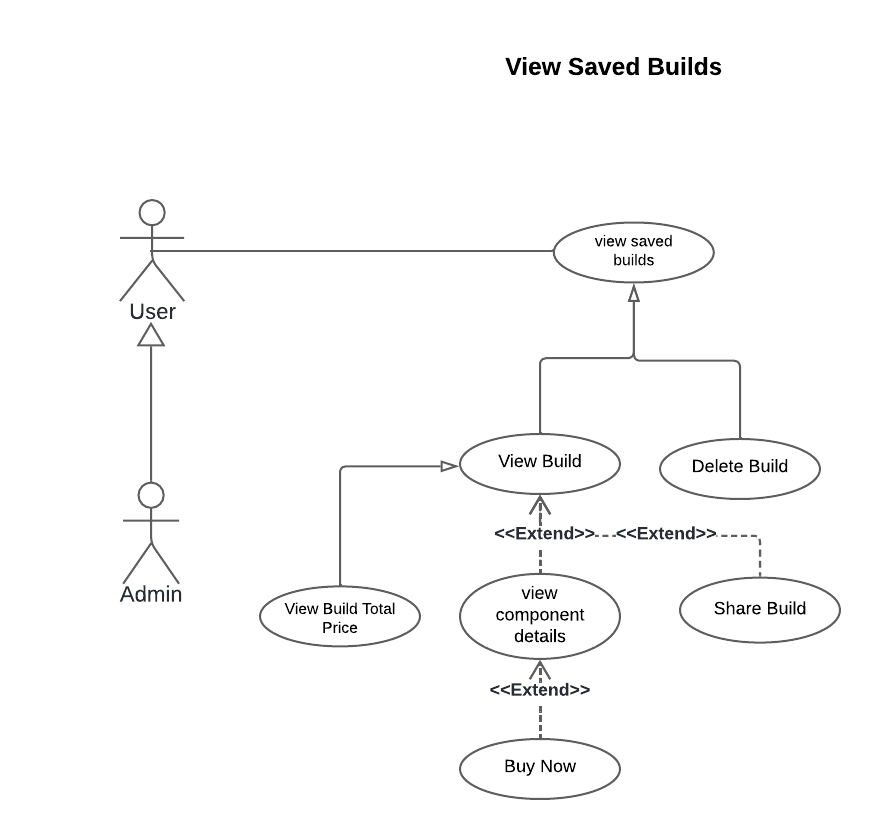 View Saved Builds
view saved
builds
User
View Build
Delete Build
<<Extend>>
<<Extend>>
Admin
View Build Total
Price
view
component
details
Share Build
<<Extend>>
Buy Now